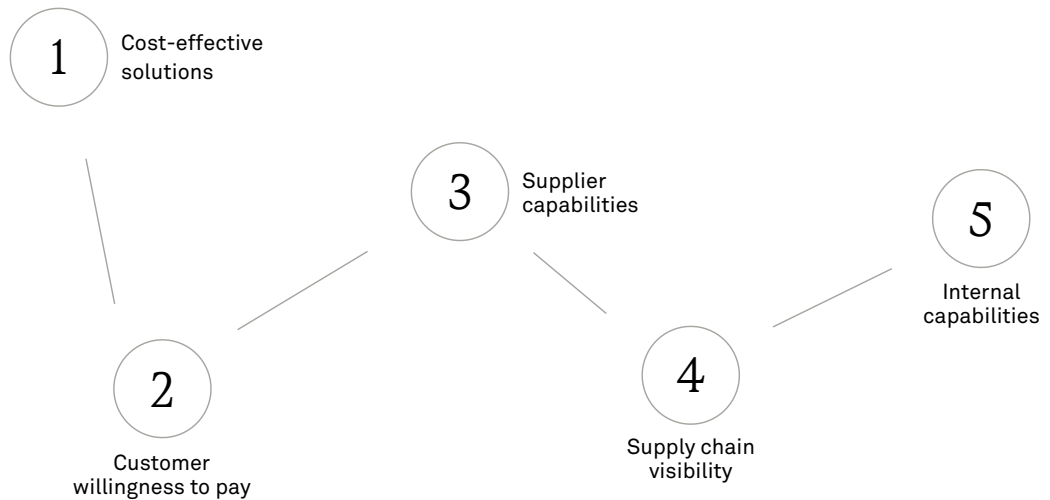 1
Cost-effective
solutions
2
Customer
willingness to pay
3
Supplier
capabilities
4
Supply chain
visibility
5
Internal
capabilities